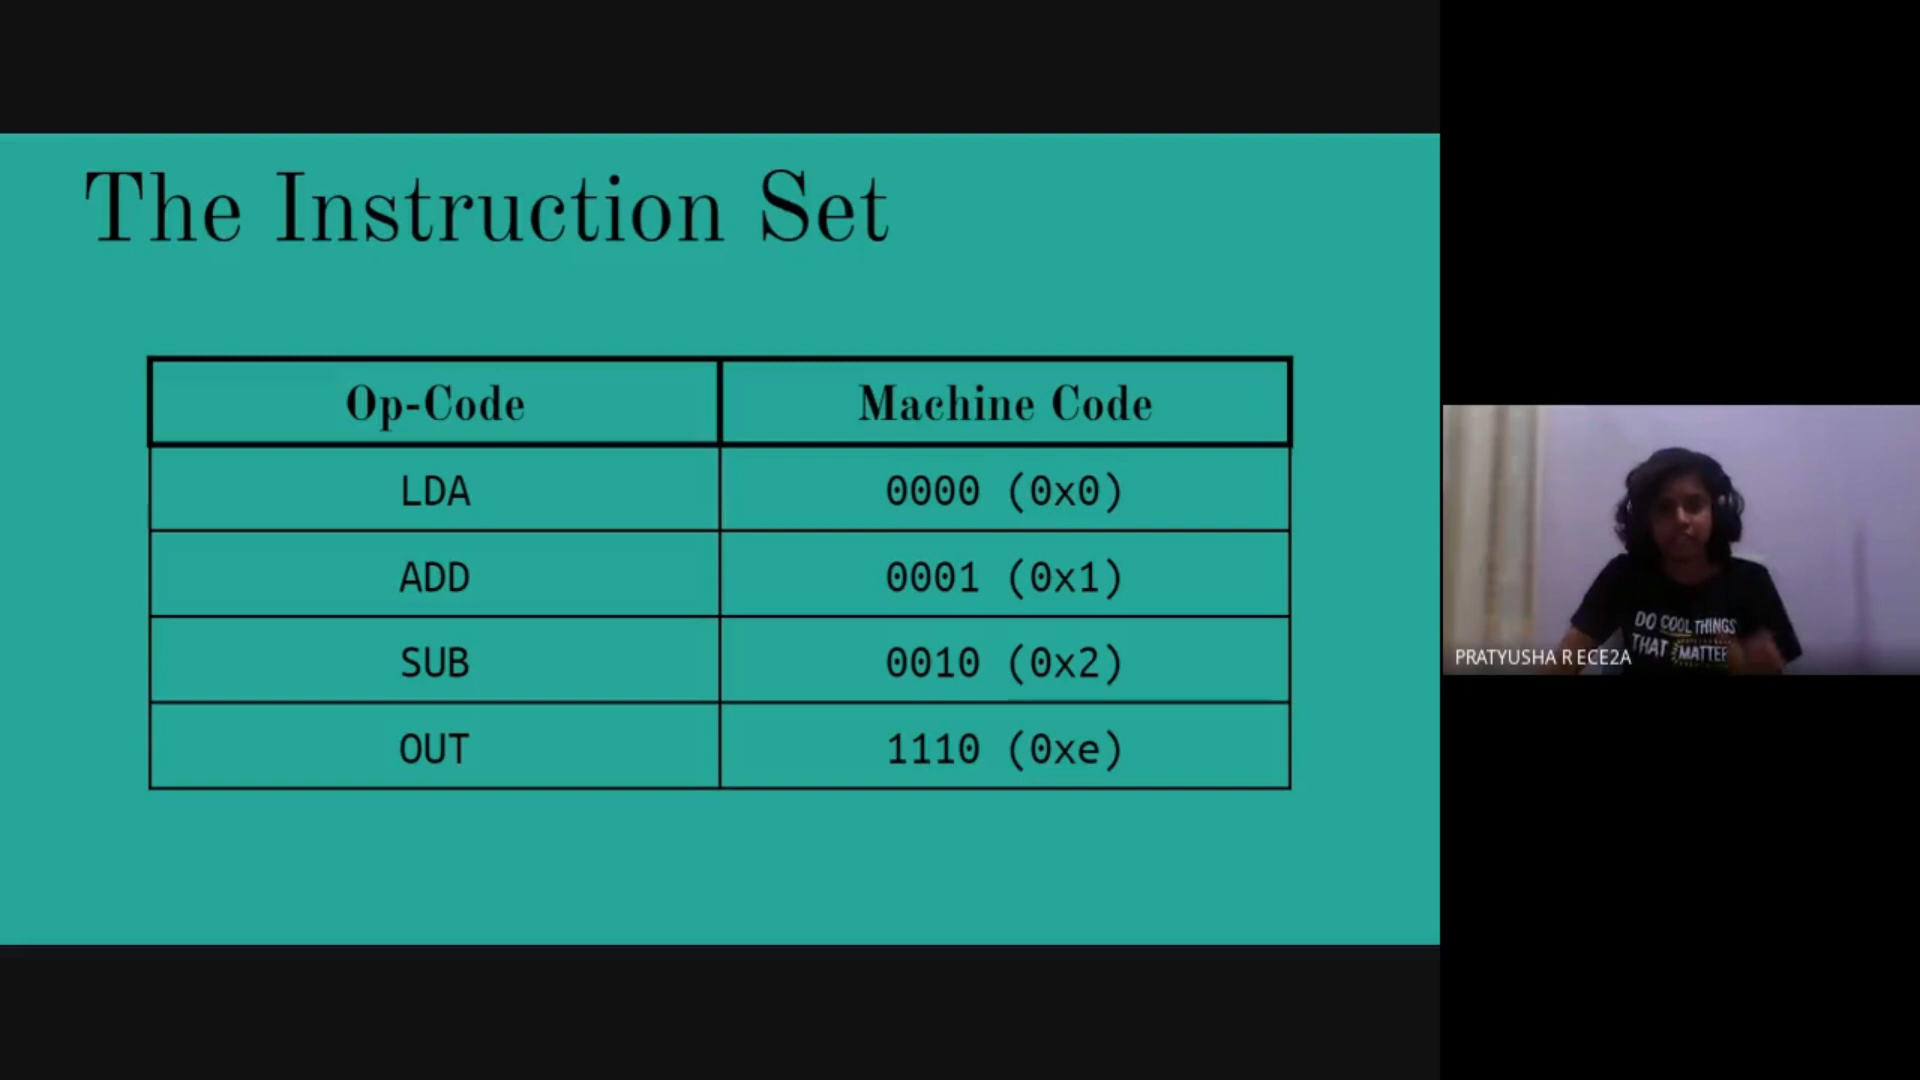 The Instruction Set
Op-Code Machine Code
LDA 0000 (0x0)
ADD 0001 (0x1)
SUB 0010 (0x2)
OUT 1110 (0xe)
DO COOL THINGS
THAT MATTER
PRATYUSHA R ECE2A